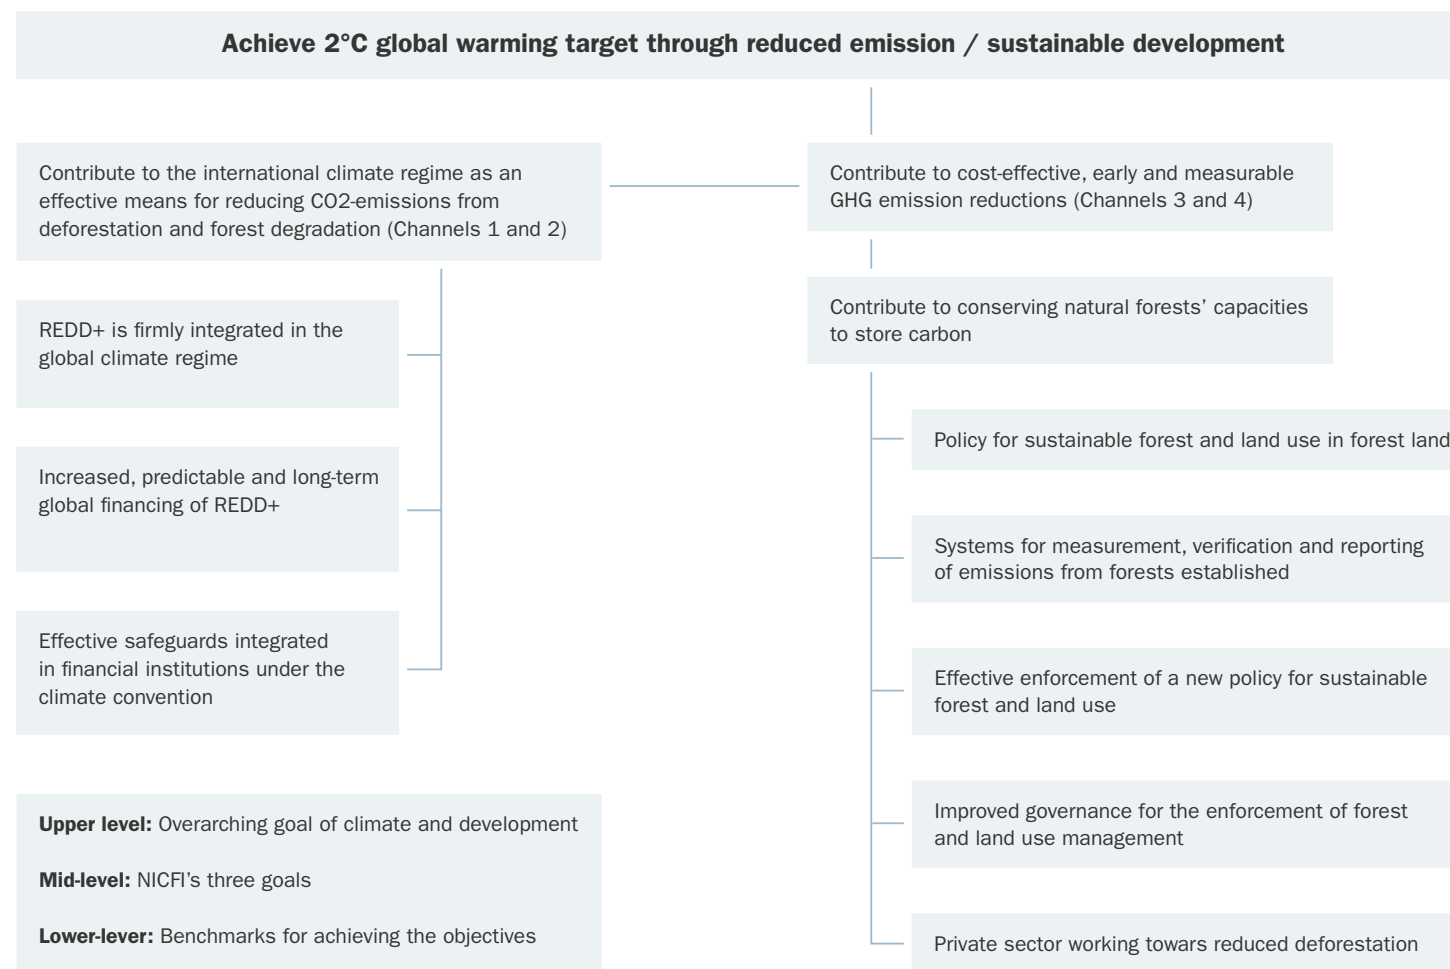 Achieve 2°C global warming target through reduced emission / sustainable development
Contribute to the international climate regime as an
effective means for reducing CO2-emissions from
deforestation and forest degradation (Channels 1 and 2)
REDD+ is firmly integrated in the
global climate regime
Increased, predictable and long-term
global financing of REDD+
Effective safeguards integrated
in financial institutions under the
climate convention
Contribute to cost-effective, early and measurable
GHG emission reductions (Channels 3 and 4)
Contribute to conserving natural forests’ capacities
to store carbon
Policy for sustainable forest and land use in forest land
Systems for measurement, verification and reporting
of emissions from forests established
Effective enforcement of a new policy for sustainable
forest and land use
Improved governance for the enforcement of forest
and land use management
Private sector working towars reduced deforestation
Upper level: Overarching goal of climate and development
Mid-level: NICFI’s three goals
Lower-lever: Benchmarks for achieving the objectives